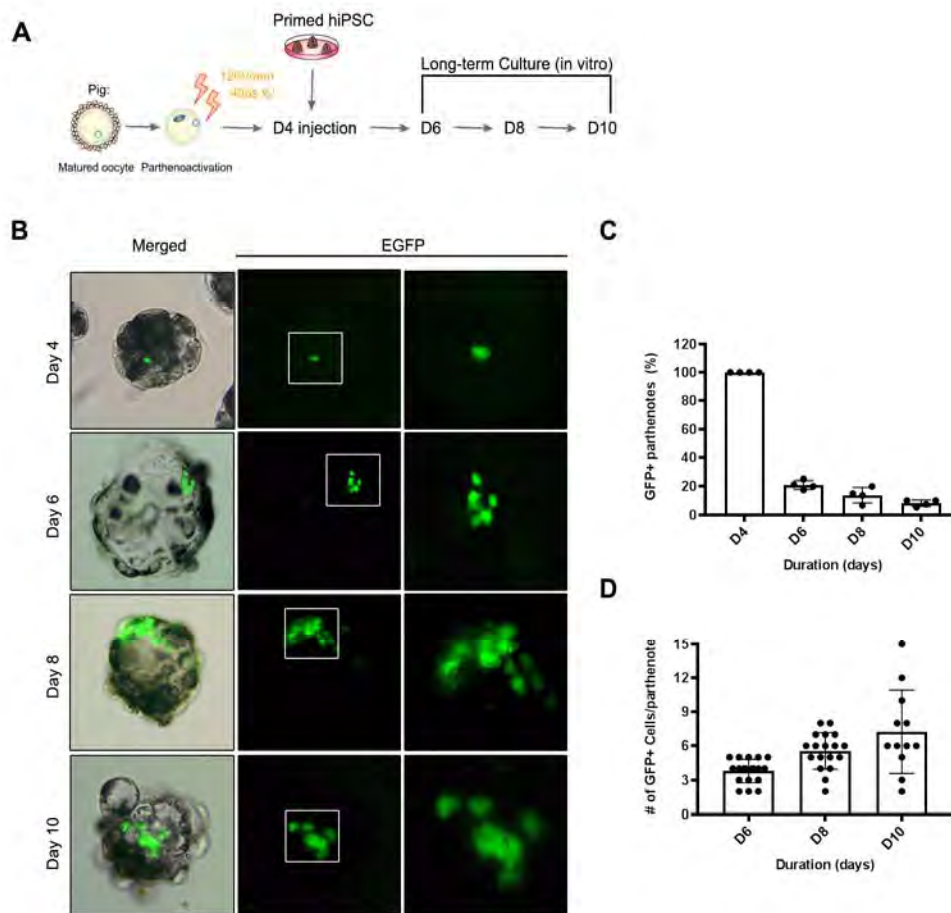 A
Primed hiPSC
Long-term Culture (in vitro)
Pig:
D4 injection
D6
D8
D10
Matured oocyte
Parthenoactivation
B
Merged
EGFP
Day 4
Day 6
Day 8
Day 10
C
GFP+ parthenotes (%)
120
100
80
60
40
20
0
D4
D6
D8
D10
Duration (days)
D
# of GFP+ Cells/parthenote
15
12
9
6
3
0
D6
D8
D10
Duration (days)